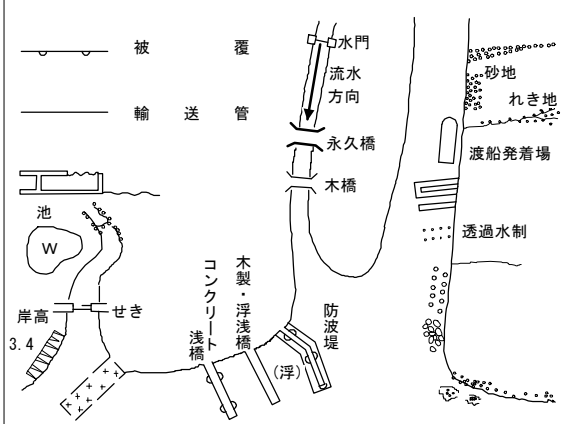 被覆
輸送管
水門
流水
方向
永久橋
木橋
砂地
れき地
渡船発着場
透過水制
池
W
岸高
3.4
せき
コンクリート
浅橋
木製・浮浅橋
防波堤
(浮)